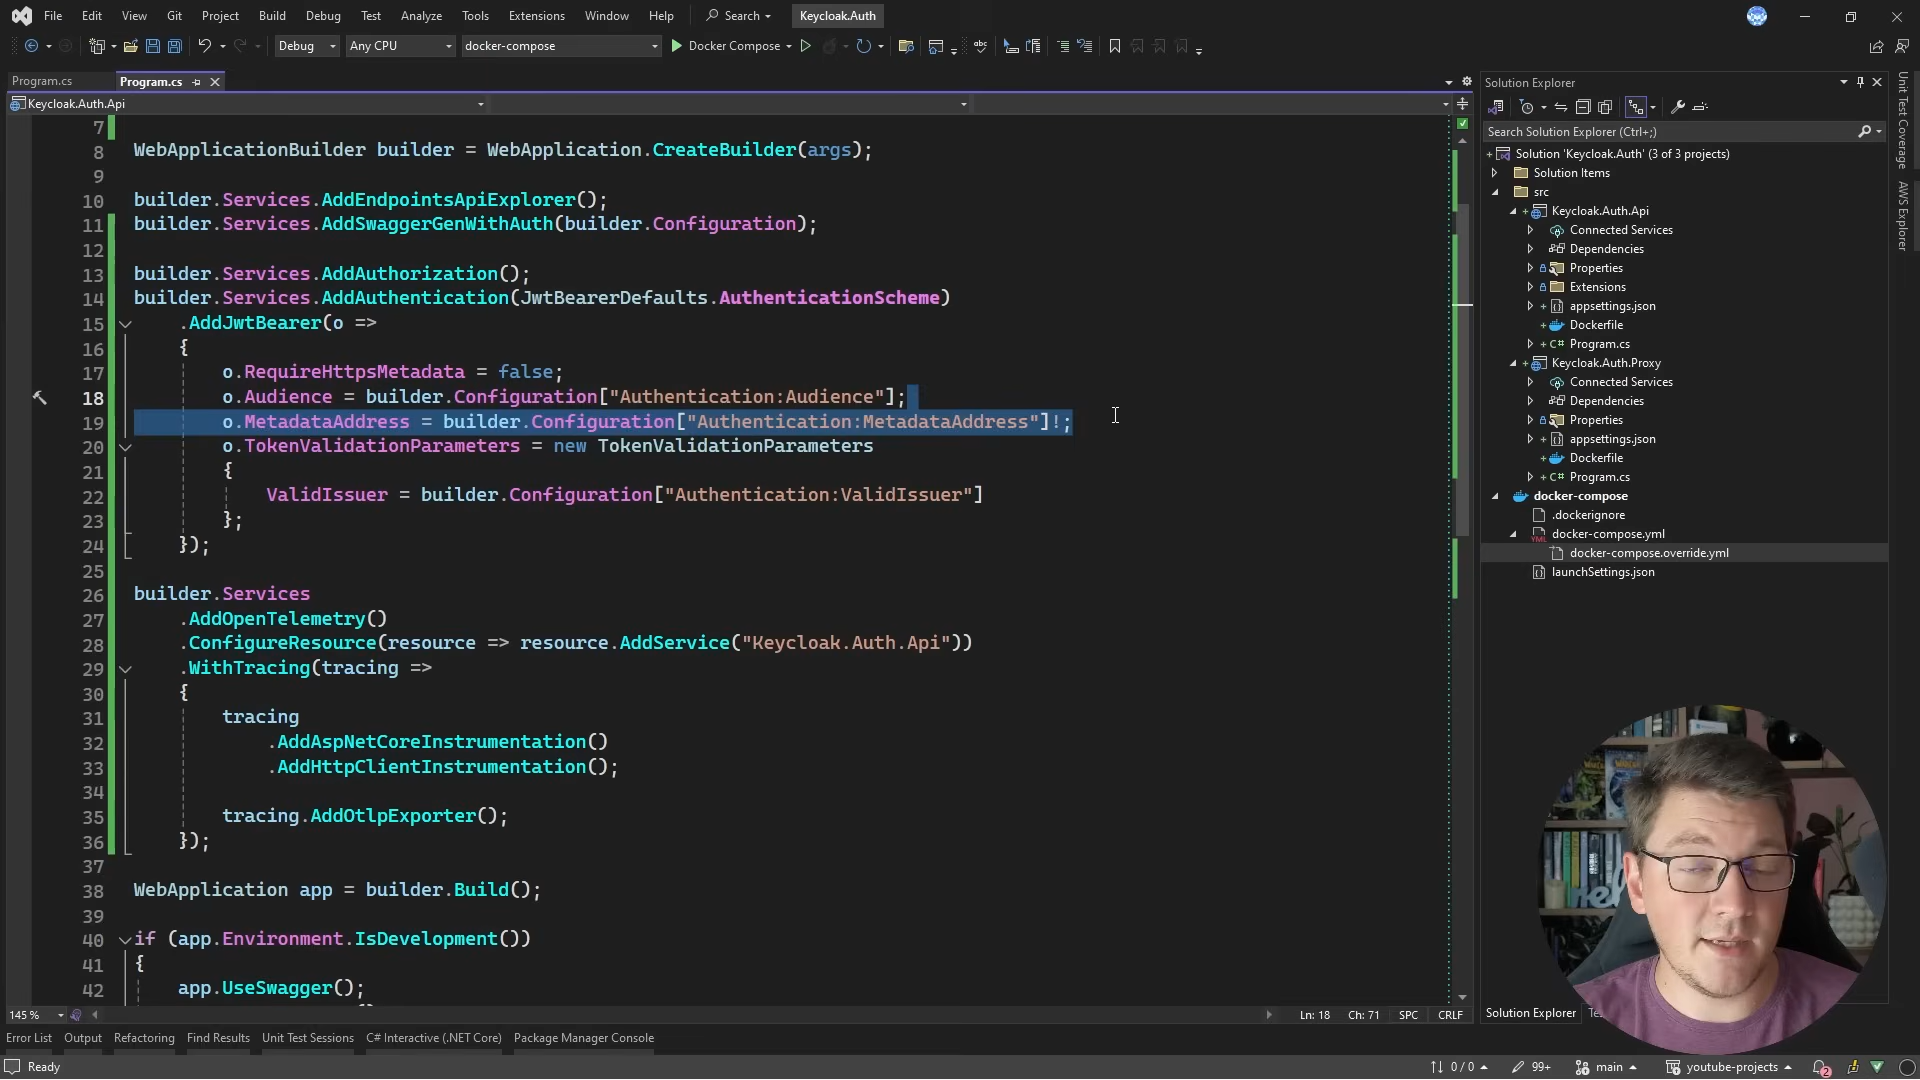 File Edit View Git Project Build Debug Test Analyze Tools Extensions Window Help Search Keycloak.Auth
Debug Any CPU docker-compose Docker Compose
Program.cs Program.cs
Keycloak.Auth.Api
7
8 WebApplicationBuilder builder = WebApplication.CreateBuilder(args);
9
10 builder.Services.AddEndpointsApiExplorer();
11 builder.Services.AddSwaggerGenWithAuth(builder.Configuration);
12
13 builder.Services.AddAuthorization();
14 builder.Services.AddAuthentication(JwtBearerDefaults.AuthenticationScheme)
15 .AddJwtBearer(o =>
16 {
17 o.RequireHttpsMetadata = false;
18 o.Audience = builder.Configuration["Authentication:Audience"];
19 o.MetadataAddress = builder.Configuration["Authentication:MetadataAddress"]!;
20 o.TokenValidationParameters = new TokenValidationParameters
21 {
22 ValidIssuer = builder.Configuration["Authentication:ValidIssuer"]
23 };
24 });
25
26 builder.Services
27 .AddOpenTelemetry()
28 .ConfigureResource(resource => resource.AddService("Keycloak.Auth.Api"))
29 .WithTracing(tracing =>
30 {
31 tracing
32 .AddAspNetCoreInstrumentation()
33 .AddHttpClientInstrumentation();
34
35 tracing.AddOtlpExporter();
36 });
37
38 WebApplication app = builder.Build();
39
40 if (app.Environment.IsDevelopment())
41 {
42 app.UseSwagger();
145 % Ln: 18 Ch: 71 SPC CRLF
Error List Output Refactoring Find Results Unit Test Sessions C# Interactive (.NET Core) Package Manager Console
Ready 0 / 0 99+ main youtube-projects 2
Solution Explorer
Search Solution Explorer (Ctrl+;)
Solution 'Keycloak.Auth' (3 of 3 projects)
Solution Items
src
Keycloak.Auth.Api
Connected Services
Dependencies
Properties
Extensions
appsettings.json
Dockerfile
C# Program.cs
Keycloak.Auth.Proxy
Connected Services
Dependencies
Properties
appsettings.json
Dockerfile
C# Program.cs
docker-compose
.dockerignore
docker-compose.yml
docker-compose.override.yml
launchSettings.json
Solution Explorer
Unit Test Coverage
AWS Explorer